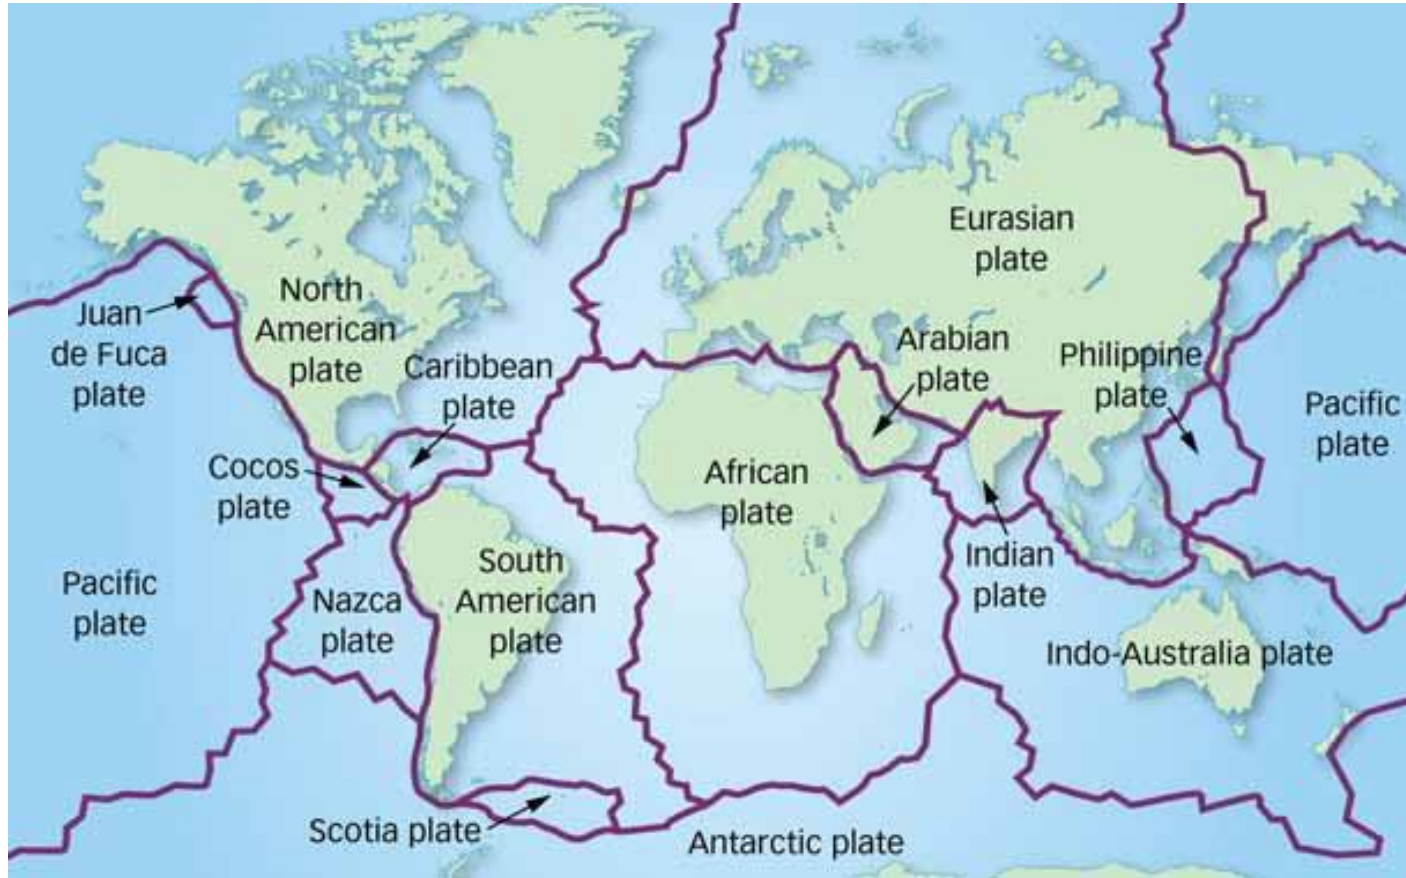 Eurasian
plate
Juan
de Fuca
plate
North
American
plate
Caribbean
plate
Arabian
plate
Philippine
plate
Pacific
plate
Cocos
plate
African
plate
Indian
plate
Pacific
plate
Nazca
plate
South
American
plate
Indo-Australia plate
Scotia plate
Antarctic plate